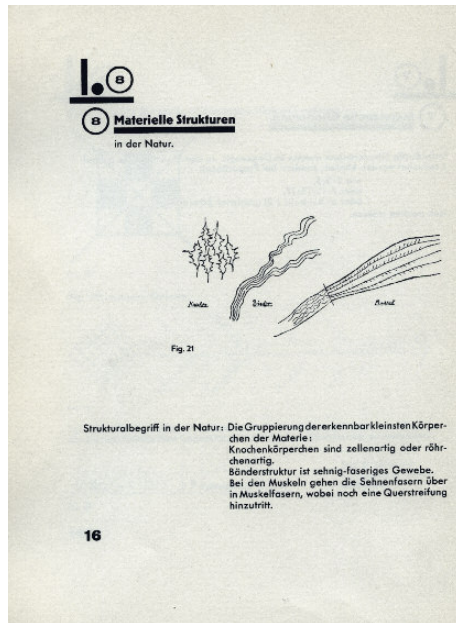 I. 8
8 Materielle Strukturen
in der Natur.
Knochen Bänder Muskel
Fig. 21
Strukturalbegriff in der Natur: Die Gruppierung der erkennbar kleinsten Körper-
chen der Materie:
Knochenkörperchen sind zellenartig oder röhr-
chenartig.
Bänderstruktur ist sehnig-faseriges Gewebe.
Bei den Muskeln gehen die Sehnenfasern über
in Muskelfasern, wobei noch eine Querstreifung
hinzutritt.
16